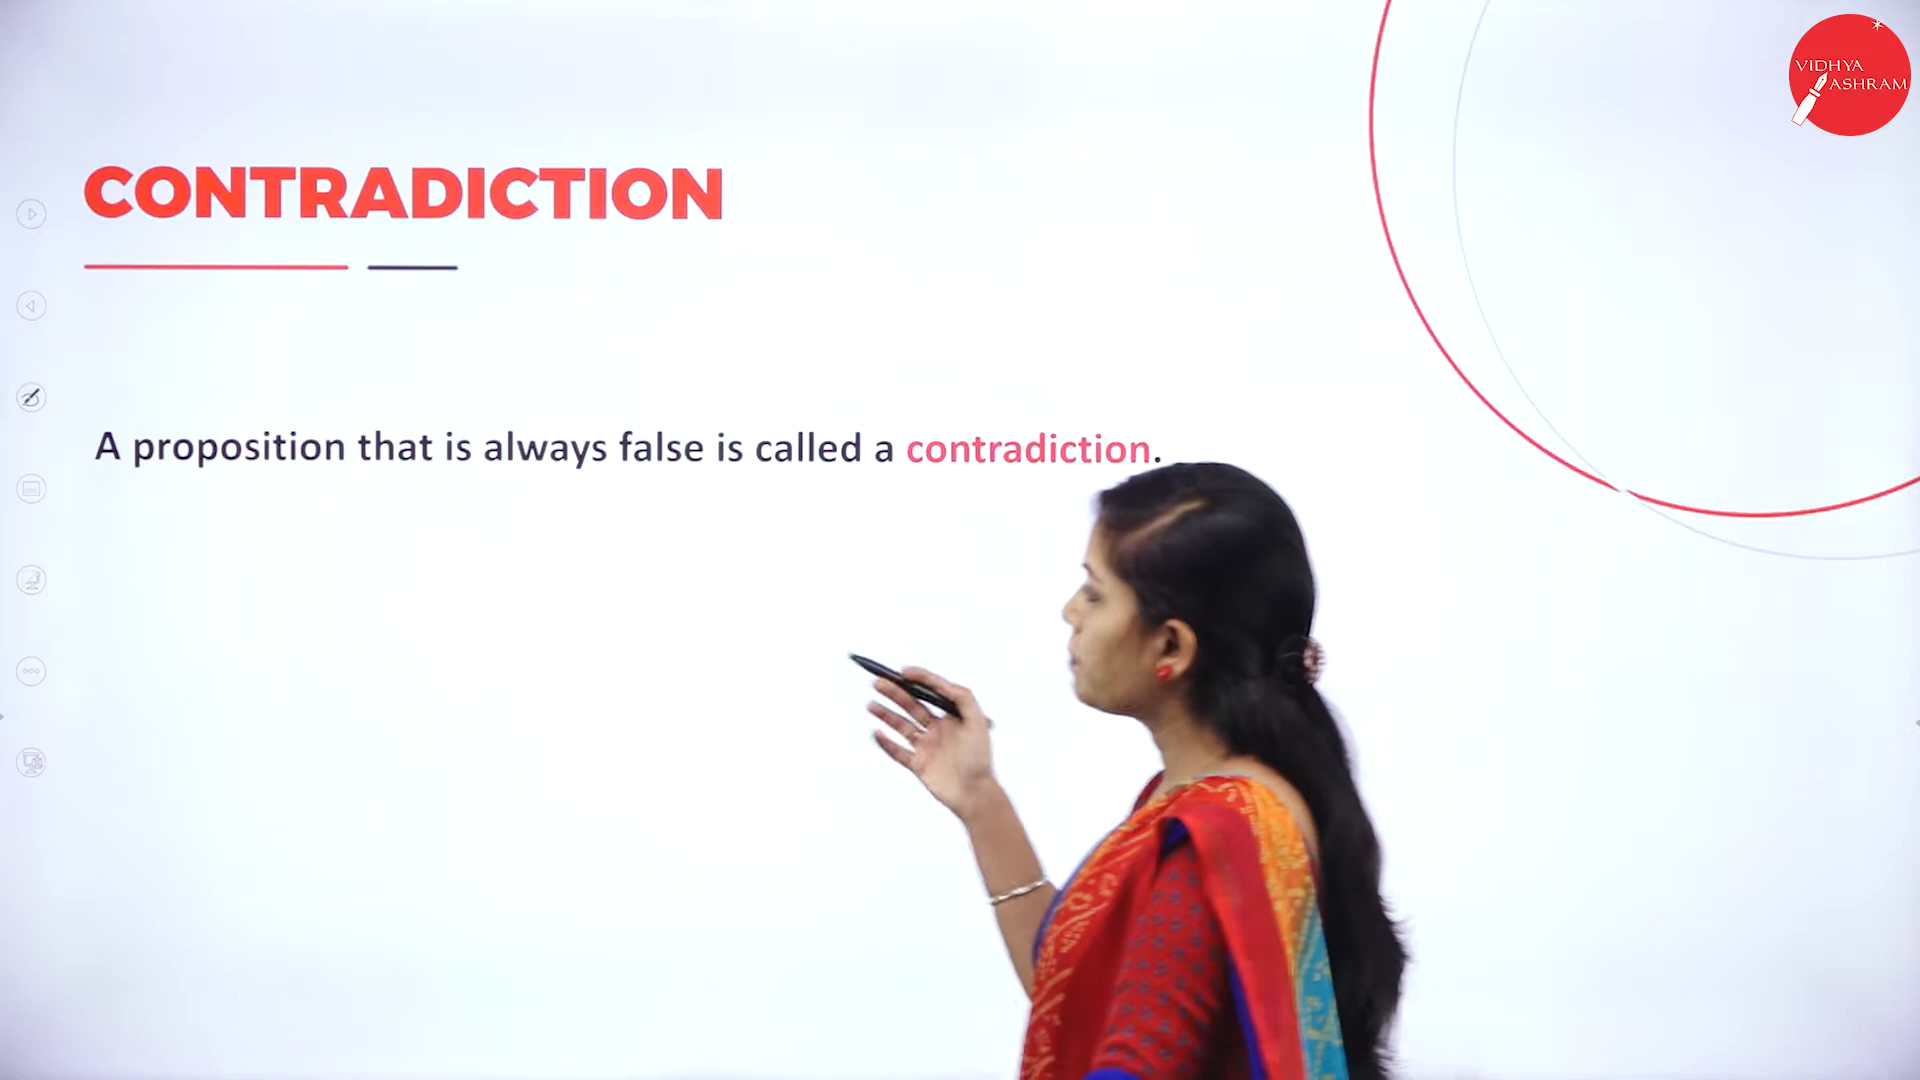 VIDHYA
ASHRAM
CONTRADICTION
A proposition that is always false is called a contradiction.